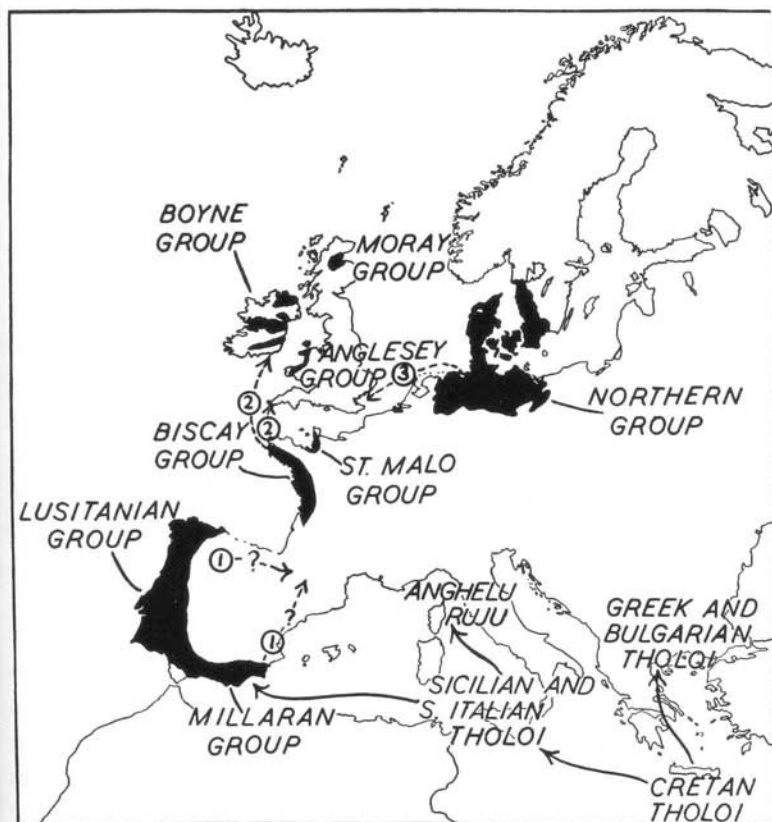 BOYNE
GROUP
MORAY
GROUP
ANGLESEY
GROUP
3
NORTHERN
GROUP
2
2
BISCAY
GROUP
ST. MALO
GROUP
LUSITANIAN
GROUP
1 - ?
?
1
ANGHELU
RUJU
GREEK AND
BULGARIAN
THOLOI
SICILIAN AND
S. ITALIAN
THOLOI
MILLARAN
GROUP
CRETAN
THOLOI